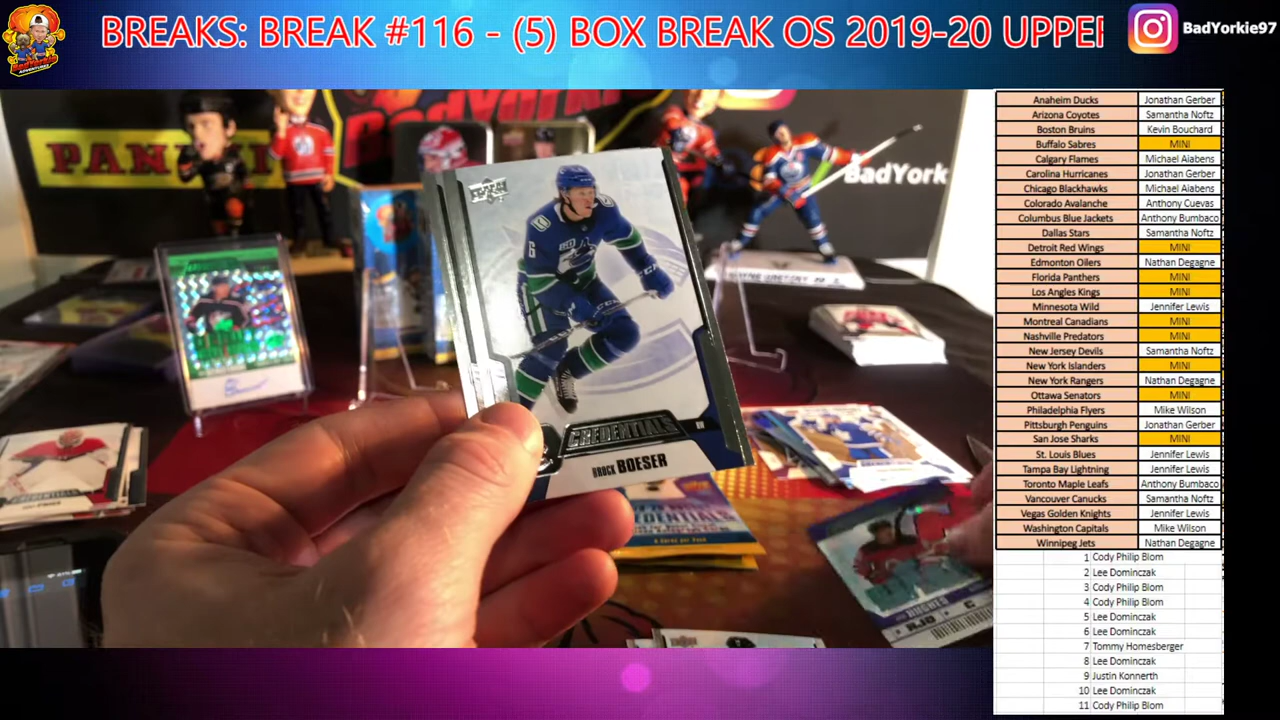 BREAKS: BREAK #116 - (5) BOX BREAK OS 2019-20 UPPER
BadYorkie97
PANINI
BadYork
6
CREDENTIALS
RW
BROCK BOESER
HUGHES
NJD
C
Anaheim Ducks Jonathan Gerber
Arizona Coyotes Samantha Noftz
Boston Bruins Kevin Bouchard
Buffalo Sabres MINI
Calgary Flames Michael Aiabens
Carolina Hurricanes Jonathan Gerber
Chicago Blackhawks Michael Aiabens
Colorado Avalanche Anthony Cuevas
Columbus Blue Jackets Anthony Bumbaco
Dallas Stars Samantha Noftz
Detroit Red Wings MINI
Edmonton Oilers Nathan Degagne
Florida Panthers MINI
Los Angles Kings MINI
Minnesota Wild Jennifer Lewis
Montreal Canadians MINI
Nashville Predators MINI
New Jersey Devils Samantha Noftz
New York Islanders MINI
New York Rangers Nathan Degagne
Ottawa Senators MINI
Philadelphia Flyers Mike Wilson
Pittsburgh Penguins Jonathan Gerber
San Jose Sharks MINI
St. Louis Blues Jennifer Lewis
Tampa Bay Lightning Jennifer Lewis
Toronto Maple Leafs Anthony Bumbaco
Vancouver Canucks Samantha Noftz
Vegas Golden Knights Jennifer Lewis
Washington Capitals Mike Wilson
Winnipeg Jets Nathan Degagne
1 Cody Philip Blom
2 Lee Dominczak
3 Cody Philip Blom
4 Cody Philip Blom
5 Lee Dominczak
6 Lee Dominczak
7 Tommy Homesberger
8 Lee Dominczak
9 Justin Konnerth
10 Lee Dominczak
11 Cody Philip Blom